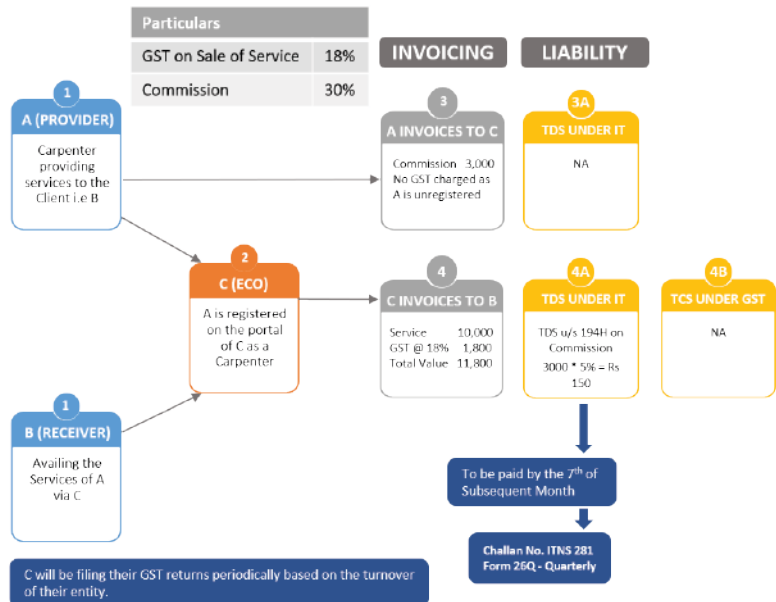 Particulars
GST on Sale of Service 18%
Commission 30%
INVOICING
LIABILITY
1
A (PROVIDER)
Carpenter
providing
services to the
Client i.e B
3
A INVOICES TO C
Commission 3,000
No GST charged as
A is unregistered
3A
TDS UNDER IT
NA
2
C (ECO)
A is registered
on the portal
of C as a
Carpenter
4
C INVOICES TO B
Service 10,000
GST @ 18% 1,800
Total Value 11,800
4A
TDS UNDER IT
TDS u/s 194H on
Commission
3000 * 5% = Rs
150
4B
TCS UNDER GST
NA
1
B (RECEIVER)
Availing the
Services of A
via C
To be paid by the 7th of
Subsequent Month
Challan No. ITNS 281
Form 26Q - Quarterly
C will be filing their GST returns periodically based on the turnover
of their entity.